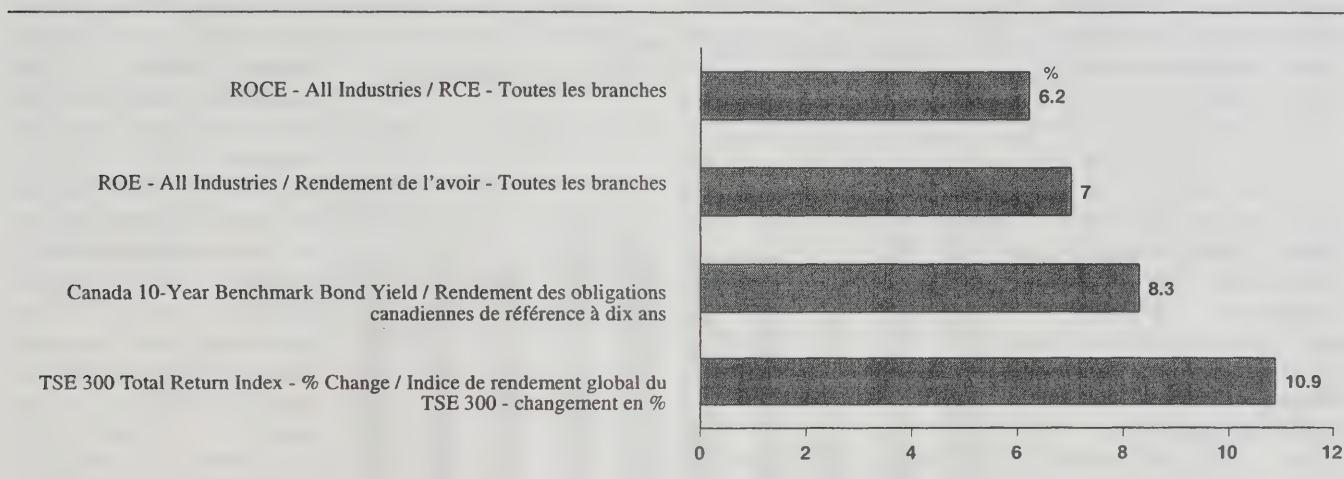 ROCE - All Industries / RCE - Toutes les branches
%
6.2
ROE - All Industries / Rendement de l'avoir - Toutes les branches
7
Canada 10-Year Benchmark Bond Yield / Rendement des obligations
canadiennes de référence à dix ans
8.3
TSE 300 Total Return Index - % Change / Indice de rendement global du
TSE 300 - changement en %
10.9
0 2 4 6 8 10 12